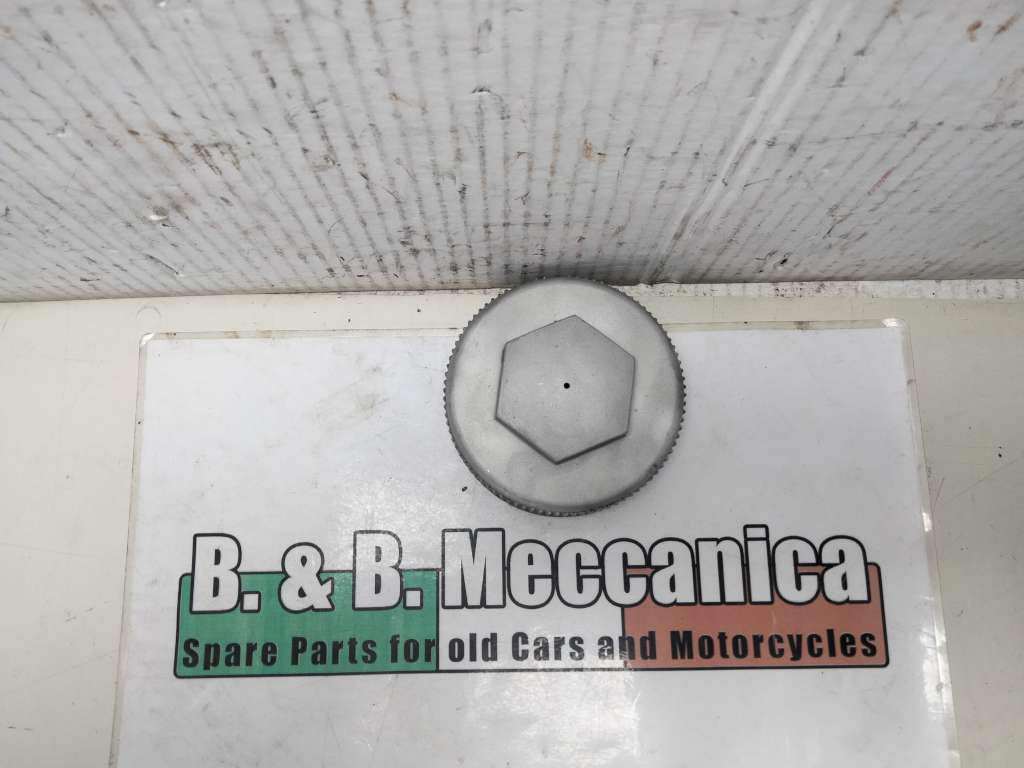 B. & B. Meccanica
Spare Parts for old Cars and Motorcycles